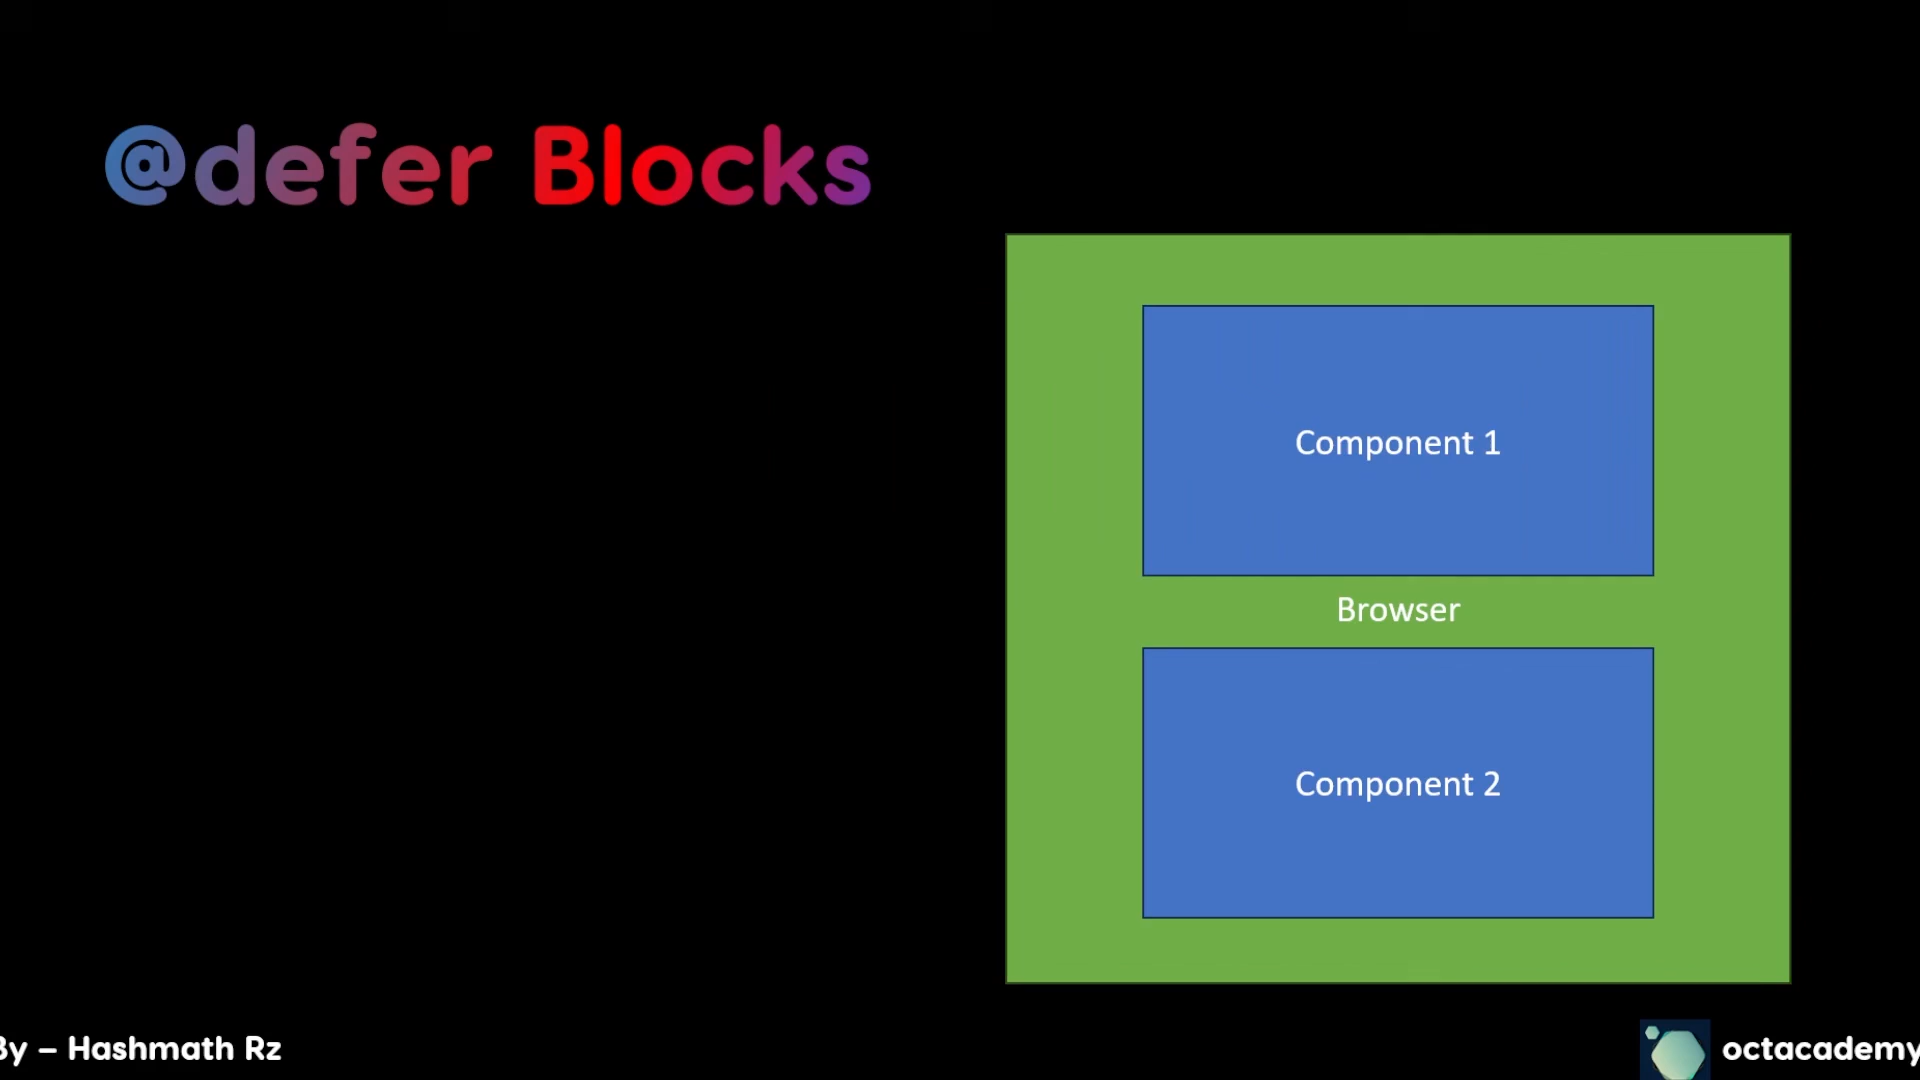 @defer Blocks
Component 1
Browser
Component 2
By – Hashmath Rz
octacademy